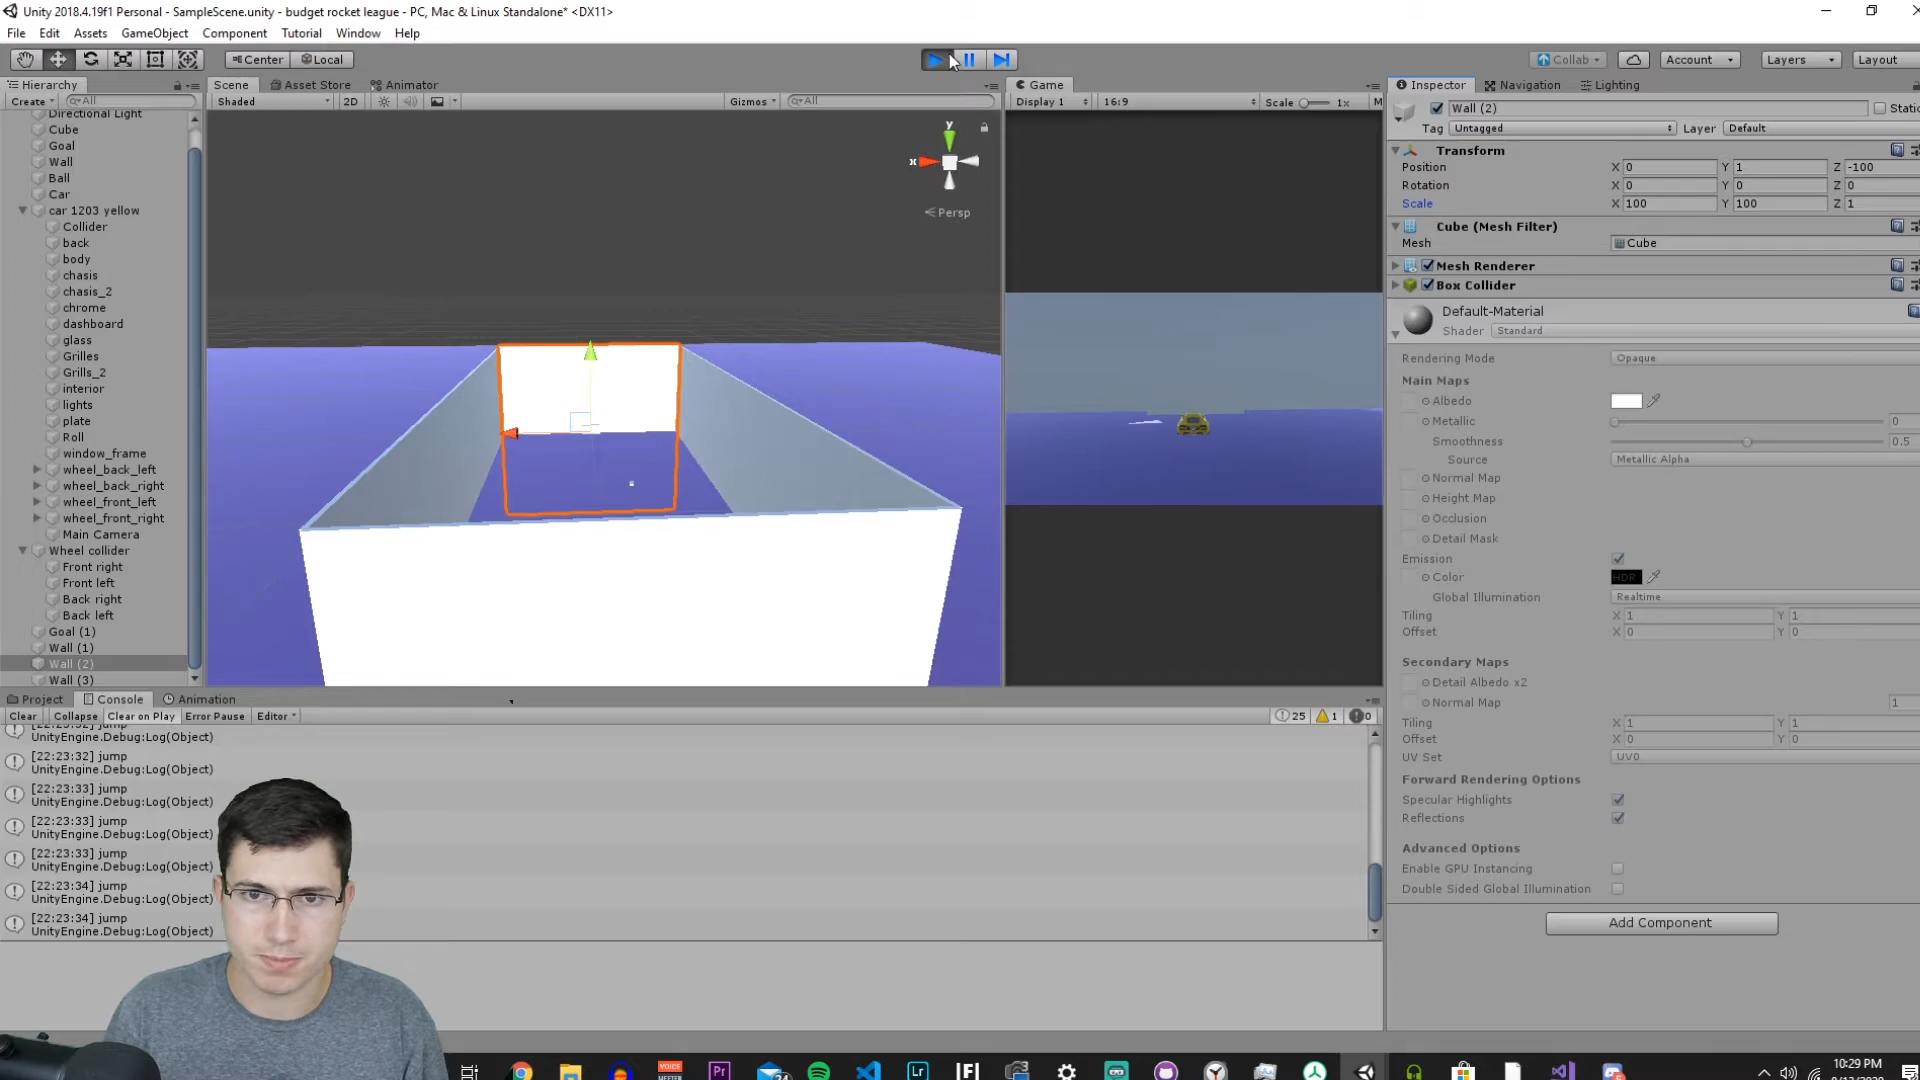 Unity 2018.4.19f1 Personal - SampleScene.unity - budget rocket league - PC, Mac & Linux Standalone* <DX11>
File Edit Assets GameObject Component Tutorial Window Help
Center Local Collab Account Layers Layout
Hierarchy Scene Asset Store Animator Game Inspector Navigation Lighting
Create All Shaded 2D Gizmos All Display 1 16:9 Scale 1x M
Wall (2) Static
Tag Untagged Layer Default
Directional Light
Cube
Goal
Wall
Ball
Car
car 1203 yellow
Collider
back
body
chasis
chasis_2
chrome
dashboard
glass
Grilles
Grills_2
interior
lights
plate
Roll
window_frame
wheel_back_left
wheel_back_right
wheel_front_left
wheel_front_right
Main Camera
Wheel collider
Front right
Front left
Back right
Back left
Goal (1)
Wall (1)
Wall (2)
Wall (3)
y
x
Persp
Transform
Position X 0 Y 1 Z -100
Rotation X 0 Y 0 Z 0
Scale X 100 Y 100 Z 1
Cube (Mesh Filter)
Mesh Cube
Mesh Renderer
Box Collider
Default-Material
Shader Standard
Rendering Mode Opaque
Main Maps
Albedo
Metallic 0
Smoothness 0.5
Source Metallic Alpha
Normal Map
Height Map
Occlusion
Detail Mask
Emission
Color HDR
Global Illumination Realtime
Tiling X 1 Y 1
Offset X 0 Y 0
Secondary Maps
Detail Albedo x2
Normal Map 1
Tiling X 1 Y 1
Offset X 0 Y 0
UV Set UV0
Forward Rendering Options
Specular Highlights
Reflections
Advanced Options
Enable GPU Instancing
Double Sided Global Illumination
Add Component
Project Console Animation
Clear Collapse Clear on Play Error Pause Editor 25 1 0
UnityEngine.Debug:Log(Object)
[22:23:32] jump
UnityEngine.Debug:Log(Object)
[22:23:33] jump
UnityEngine.Debug:Log(Object)
[22:23:33] jump
UnityEngine.Debug:Log(Object)
[22:23:33] jump
UnityEngine.Debug:Log(Object)
[22:23:34] jump
UnityEngine.Debug:Log(Object)
[22:23:34] jump
UnityEngine.Debug:Log(Object)
VOICE
Pr
24
Lr
10:29 PM